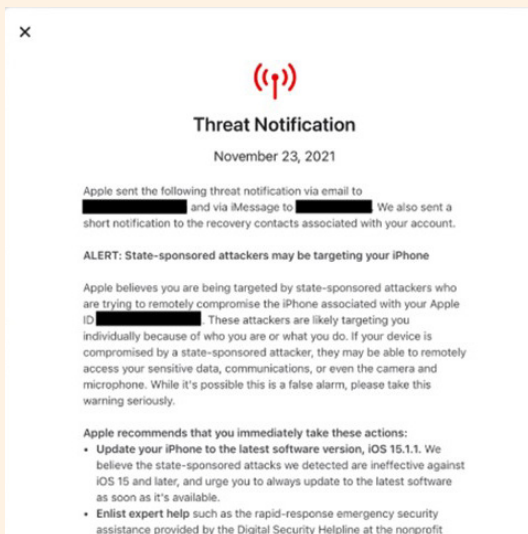 Threat Notification
November 23, 2021
Apple sent the following threat notification via email to
and via iMessage to . We also sent a
short notification to the recovery contacts associated with your account.
ALERT: State-sponsored attackers may be targeting your iPhone
Apple believes you are being targeted by state-sponsored attackers who
are trying to remotely compromise the iPhone associated with your Apple
ID . These attackers are likely targeting you
individually because of who you are or what you do. If your device is
compromised by a state-sponsored attacker, they may be able to remotely
access your sensitive data, communications, or even the camera and
microphone. While it's possible this is a false alarm, please take this
warning seriously.
Apple recommends that you immediately take these actions:
• Update your iPhone to the latest software version, iOS 15.1.1. We
believe the state-sponsored attacks we detected are ineffective against
iOS 15 and later, and urge you to always update to the latest software
as soon as it's available.
• Enlist expert help such as the rapid-response emergency security
assistance provided by the Digital Security Helpline at the nonprofit